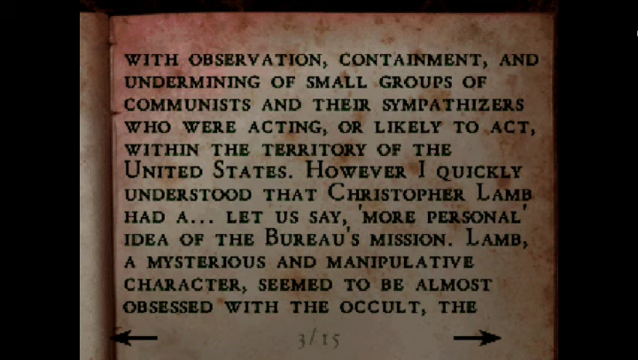 with observation, containment, and
undermining of small groups of
communists and their sympathizers
who were acting, or likely to act,
within the territory of the
United States. However I quickly
understood that Christopher Lamb
had a... let us say, 'more personal'
idea of the Bureau's mission. Lamb,
a mysterious and manipulative
character, seemed to be almost
obsessed with the occult, the
3/15